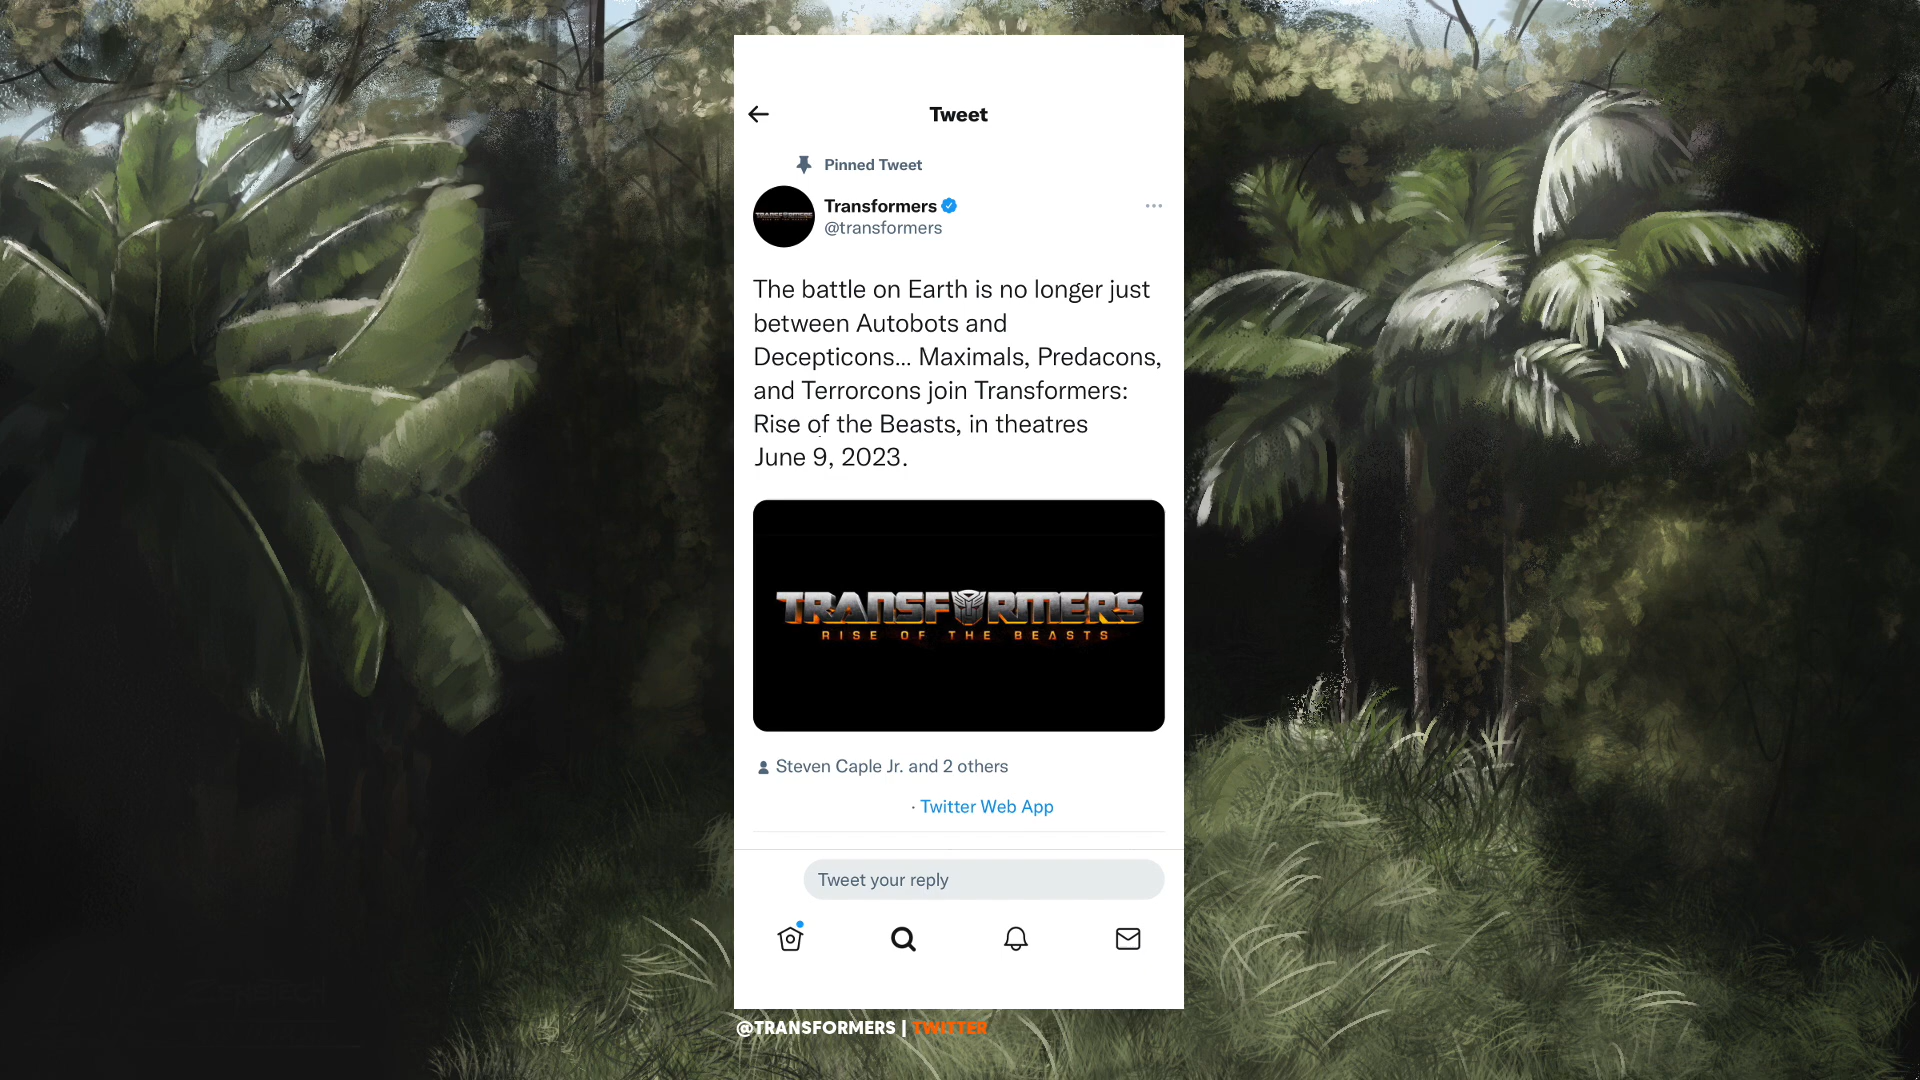 Tweet
Pinned Tweet
Transformers
@transformers
The battle on Earth is no longer just
between Autobots and
Decepticons... Maximals, Predacons,
and Terrorcons join Transformers:
Rise of the Beasts, in theatres
June 9, 2023.
TRANSFORMERS
RISE OF THE BEASTS
Steven Caple Jr. and 2 others
· Twitter Web App
Tweet your reply
@TRANSFORMERS | TWITTER